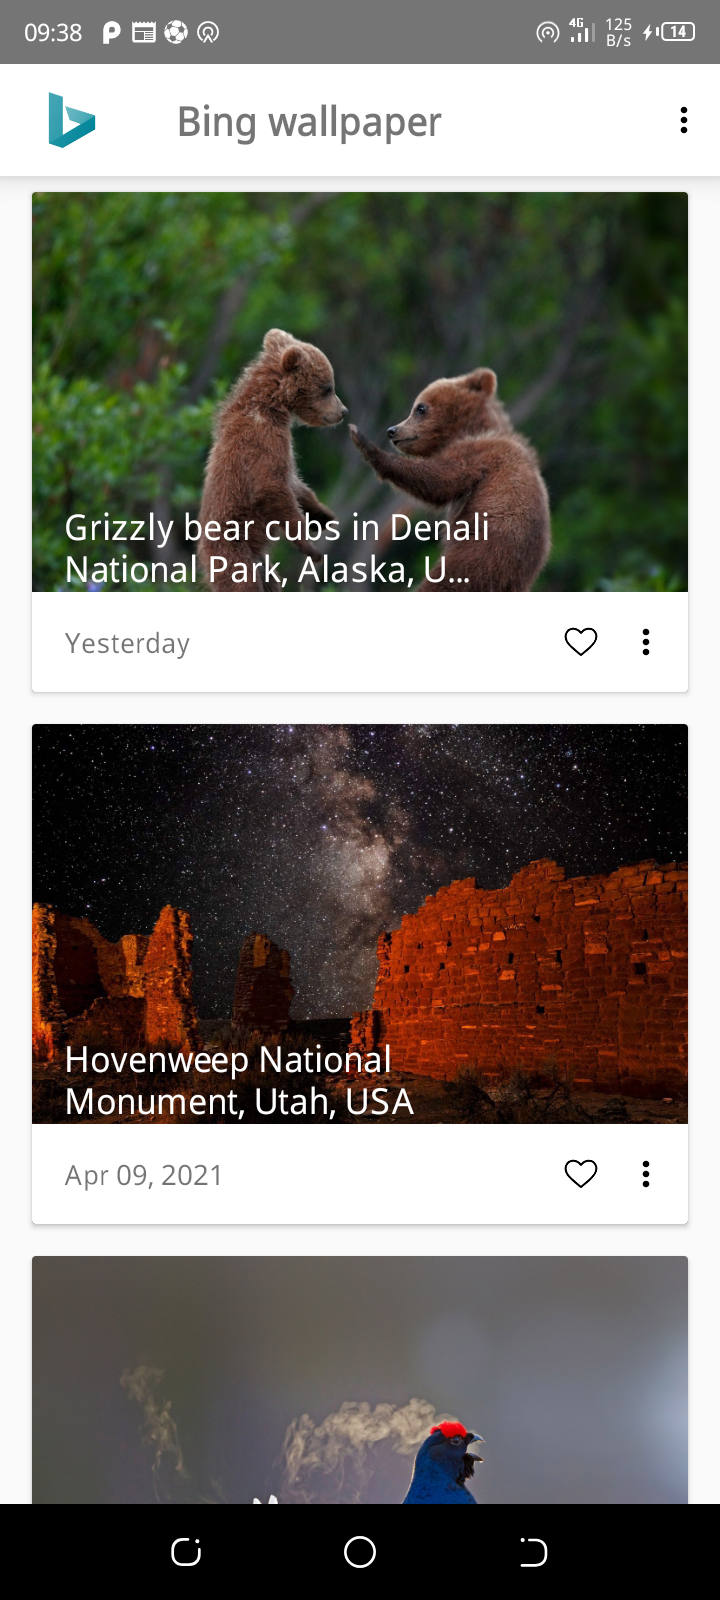 09:38
4G
125
B/s
14
Bing wallpaper
Grizzly bear cubs in Denali
National Park, Alaska, U...
Yesterday
Hovenweep National
Monument, Utah, USA
Apr 09, 2021